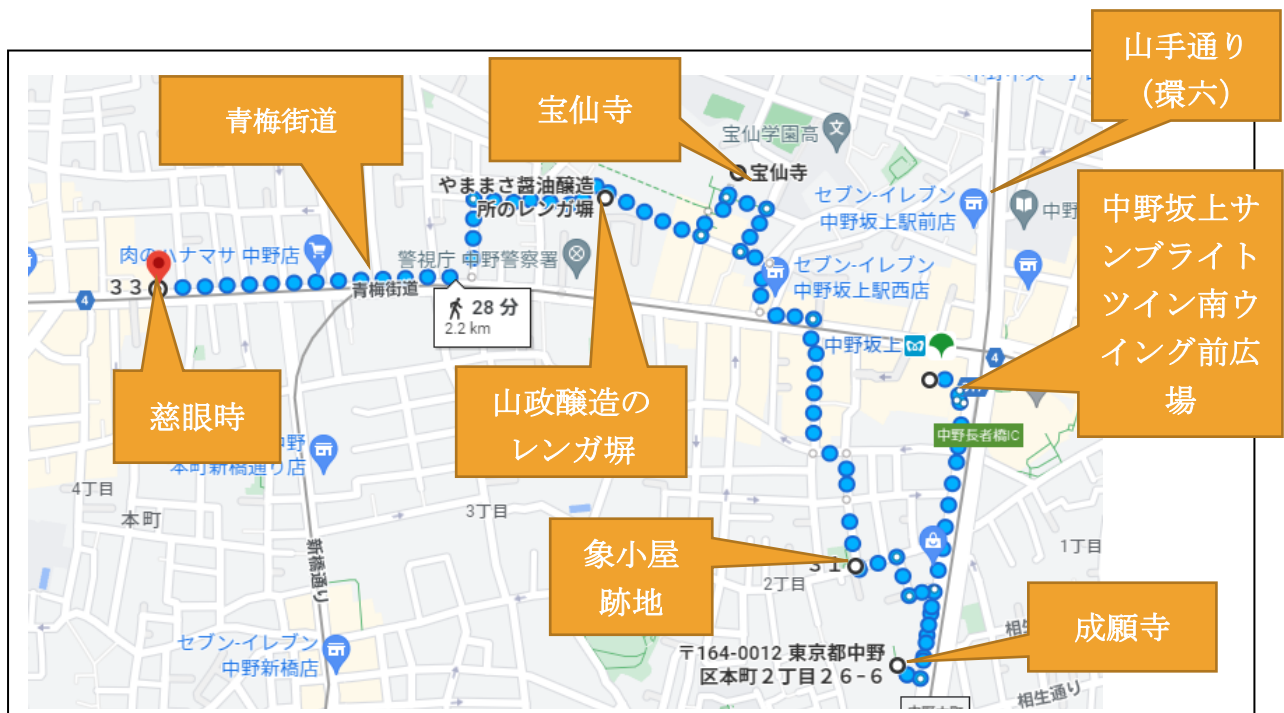 山手通り
（環六）
宝仙寺
青梅街道
宝仙学園高
宝仙寺
やままさ醤油醸造
所のレンガ塀
セブン-イレブン
中野坂上駅前店
中野
中野坂上サ
ンブライト
ツイン南ウ
イング前広
場
肉のハナマサ 中野店
警視庁 中野警察署
セブン-イレブン
中野坂上駅西店
３３
青梅街道
4
28 分
2.2 km
中野坂上
4
慈眼時
山政醸造の
レンガ塀
中野長者橋IC
中野
本町新橋通り店
4丁目
本町
3丁目
新橋通り
象小屋
跡地
３１
2丁目
1丁目
成願寺
セブン-イレブン
中野新橋店
〒164-0012 東京都中野
区本町２丁目２６−６
相生通り